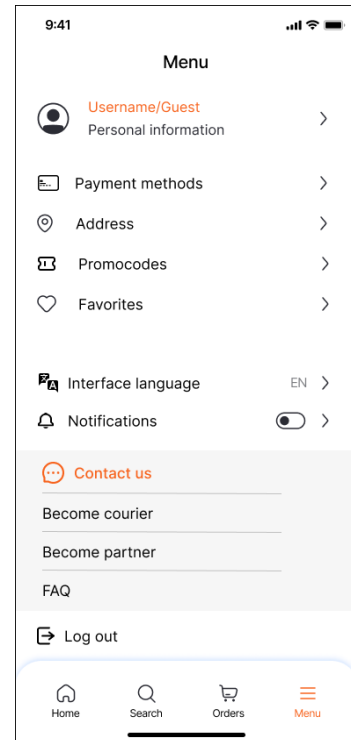 9:41
Menu
Username/Guest
Personal information
Payment methods
Address
Promocodes
Favorites
Interface language EN
Notifications
Contact us
Become courier
Become partner
FAQ
Log out
Home Search Orders Menu